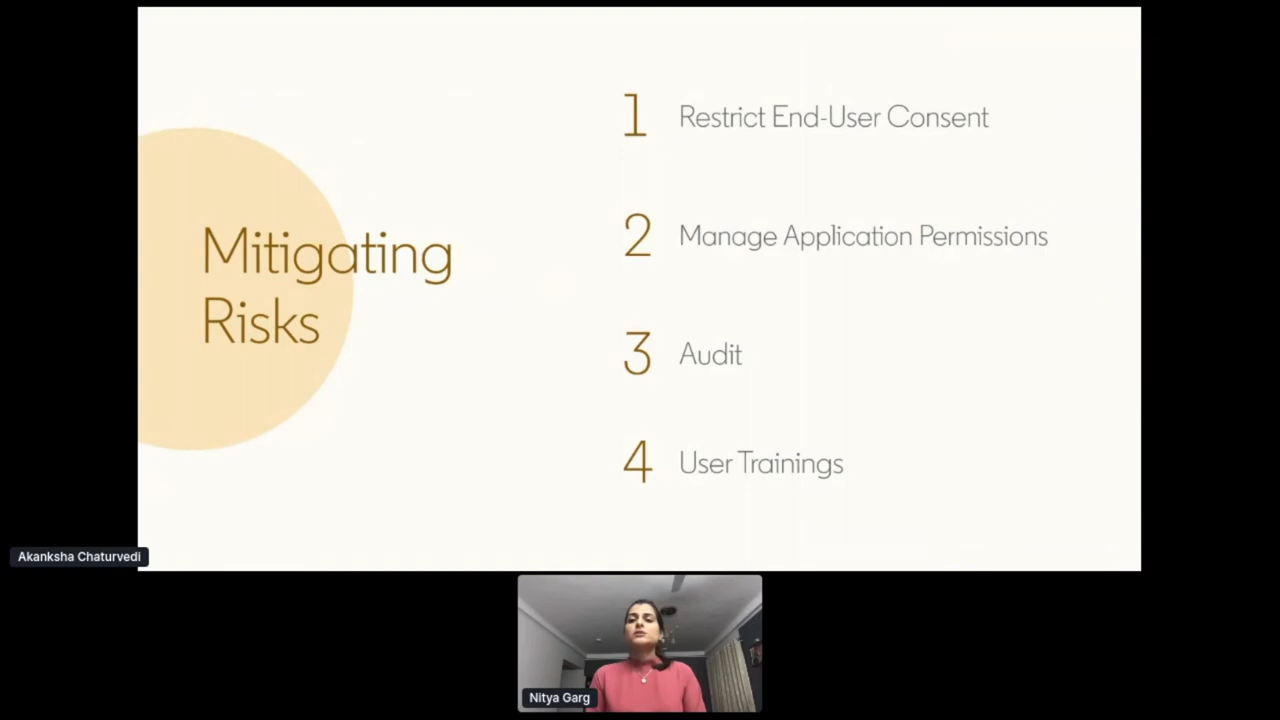 Mitigating
Risks
1 Restrict End-User Consent
2 Manage Application Permissions
3 Audit
4 User Trainings
Akanksha Chaturvedi
Nitya Garg